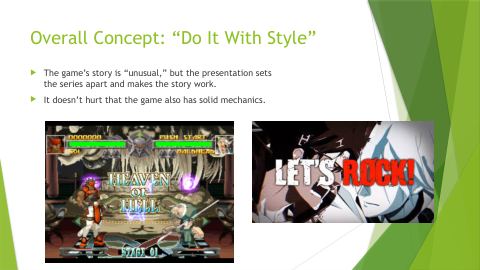 Overall Concept: “Do It With Style”
The game’s story is “unusual,” but the presentation sets
the series apart and makes the story work.
It doesn’t hurt that the game also has solid mechanics.
PUSH START
HEAVEN
or
HELL
STAGE 01
LET'S ROCK!